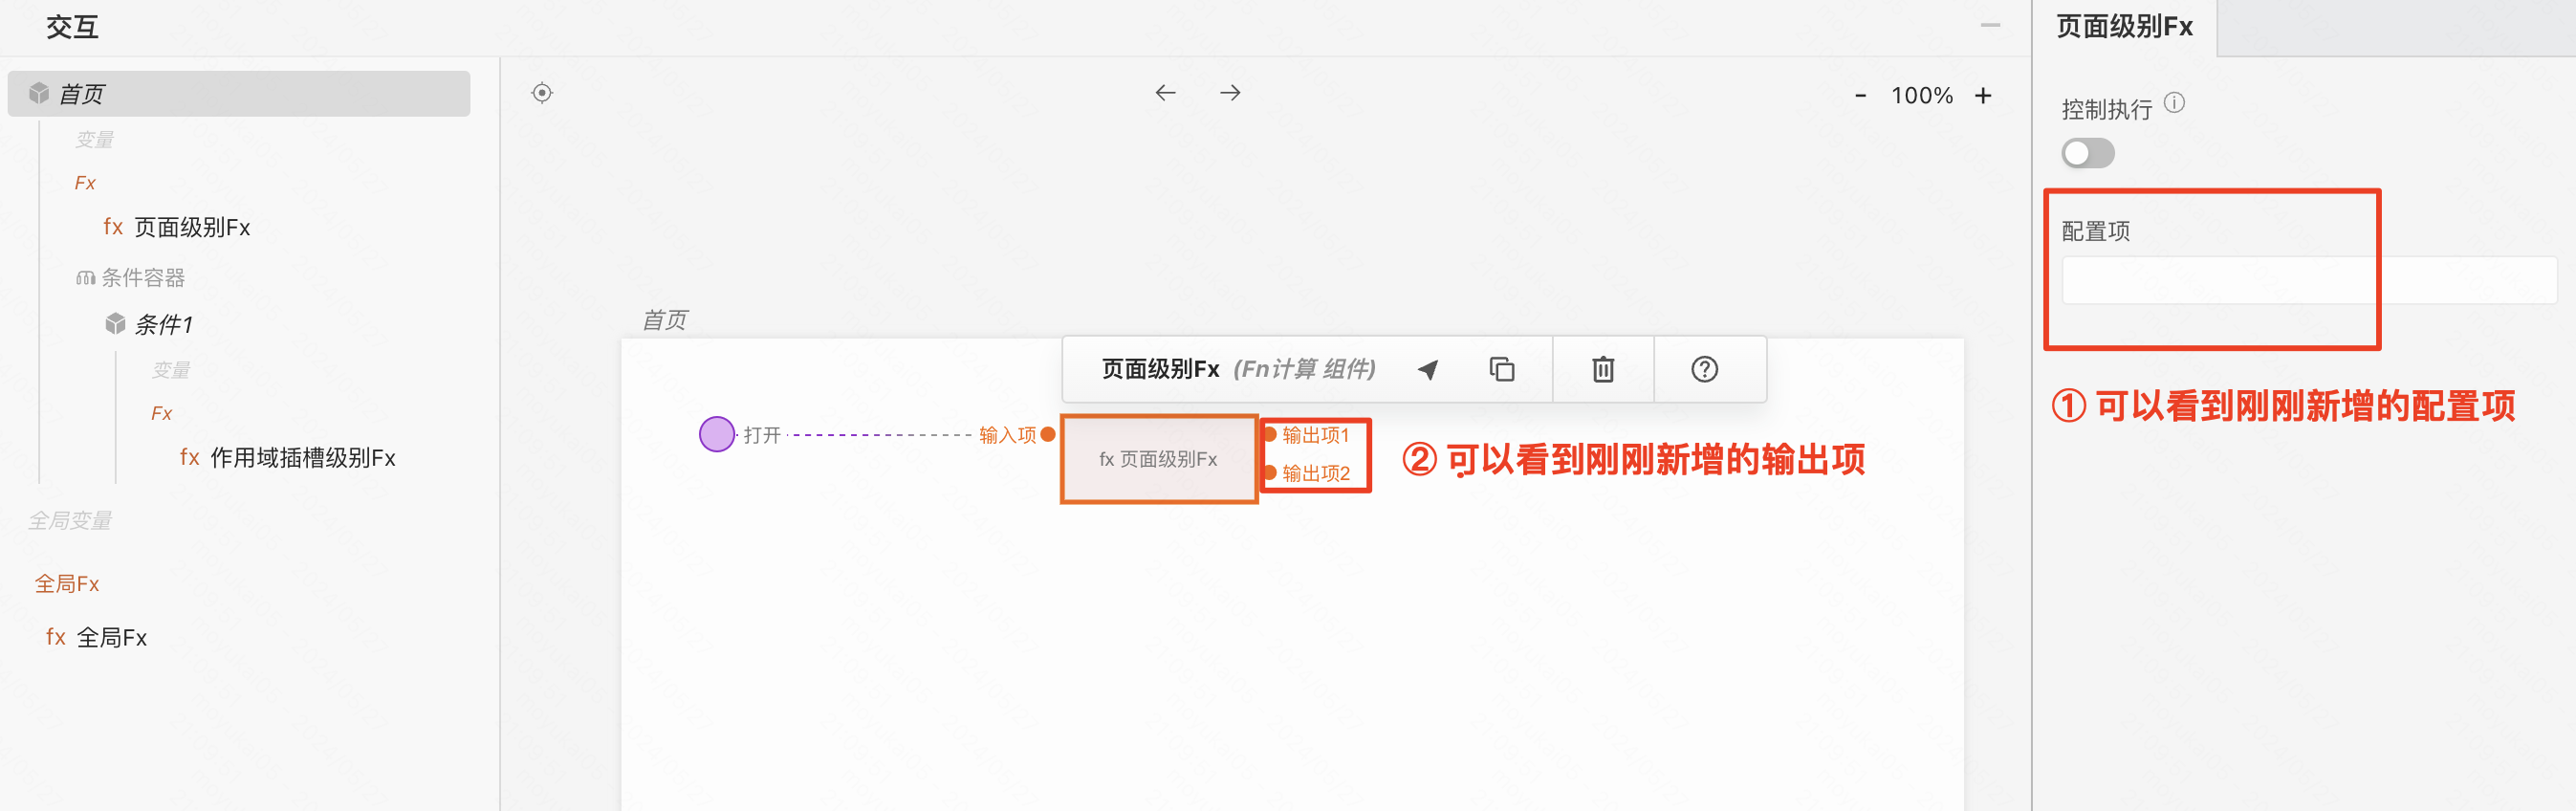 交互
首页
变量
Fx
fx 页面级别Fx
条件容器
条件1
变量
Fx
fx 作用域插槽级别Fx
全局变量
全局Fx
fx 全局Fx
- 100% +
首页
页面级别Fx (Fn计算 组件)
打开
输入项
fx 页面级别Fx
输出项1
输出项2
② 可以看到刚刚新增的输出项
页面级别Fx
控制执行
配置项
① 可以看到刚刚新增的配置项